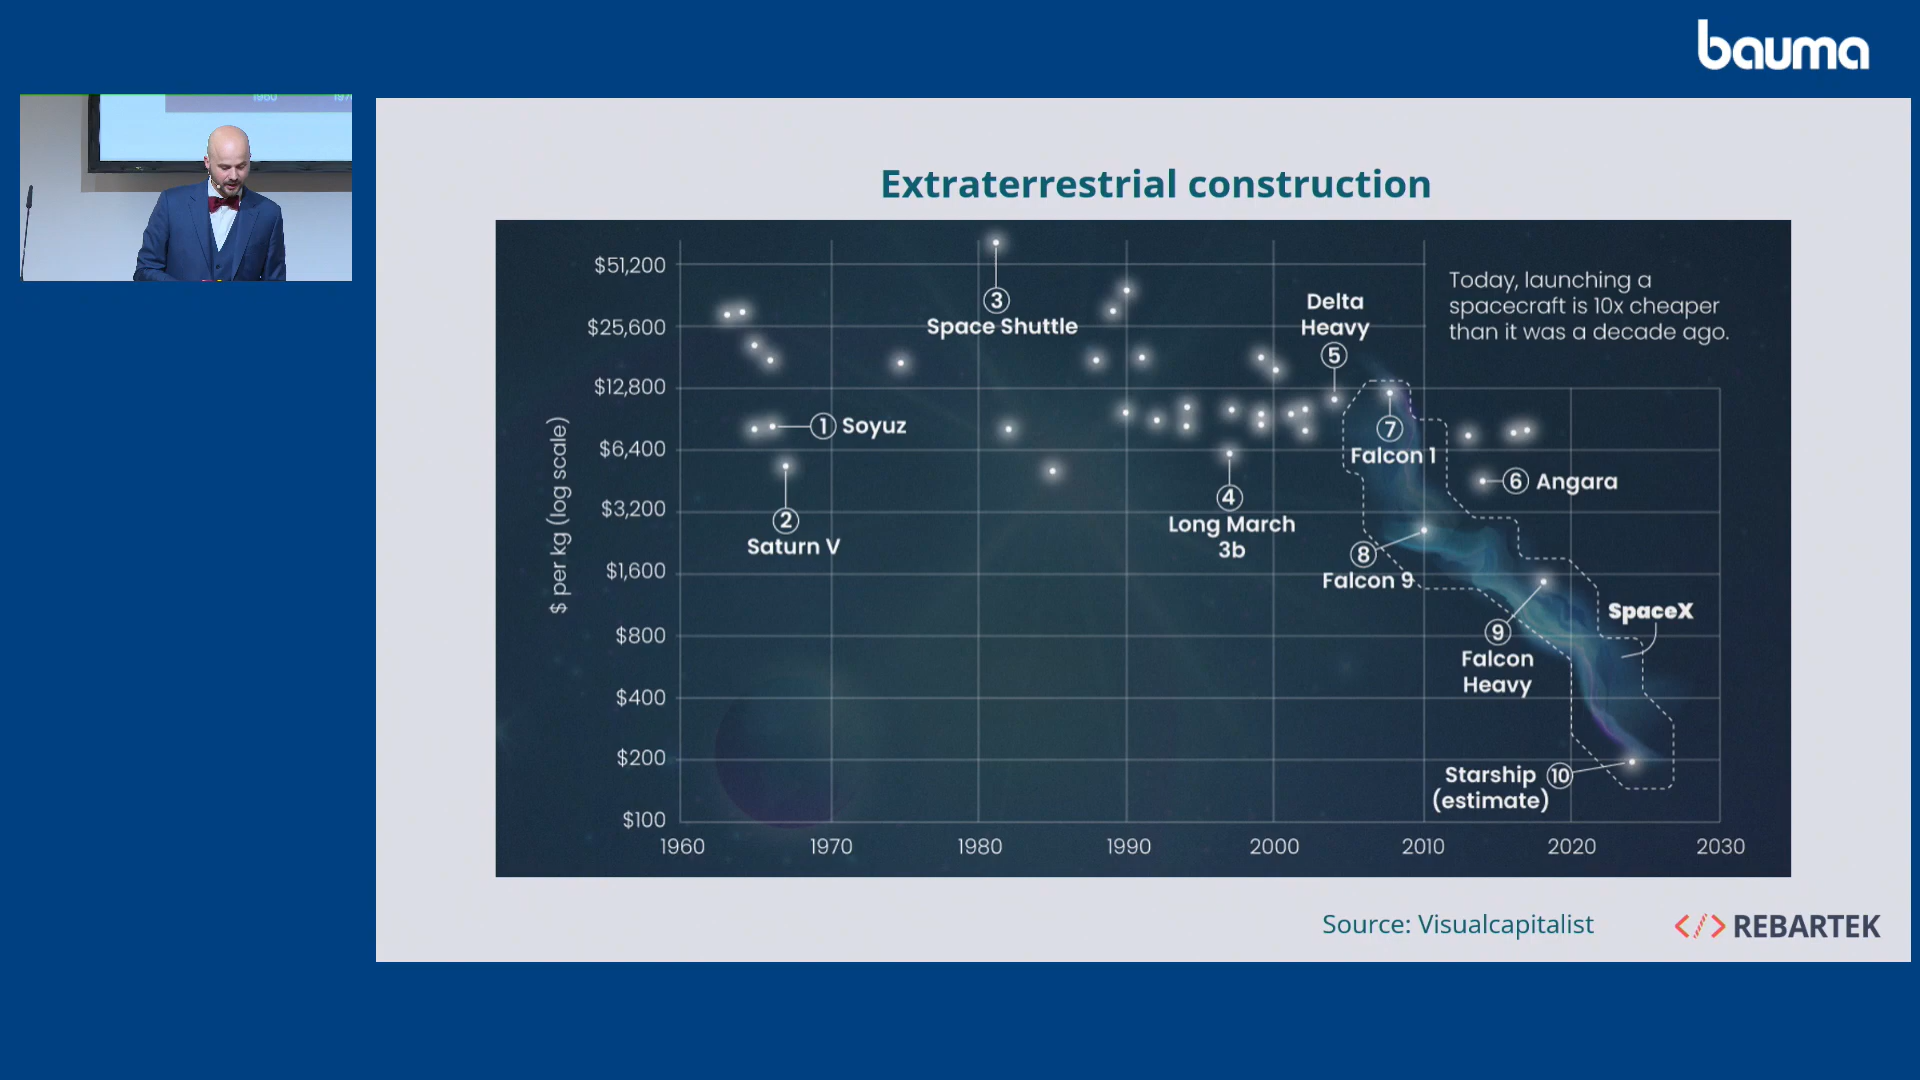 bauma
1960
Extraterrestrial construction
$ per kg (log scale)
$51,200
$25,600
$12,800
$6,400
$3,200
$1,600
$800
$400
$200
$100
1960
1970
1980
1990
2000
2010
2020
2030
Today, launching a
spacecraft is 10x cheaper
than it was a decade ago.
1 Soyuz
2
Saturn V
3
Space Shuttle
4
Long March
3b
Delta
Heavy
5
6 Angara
7
Falcon 1
8
Falcon 9
9
Falcon
Heavy
SpaceX
Starship 10
(estimate)
Source: Visualcapitalist
</> REBARTEK